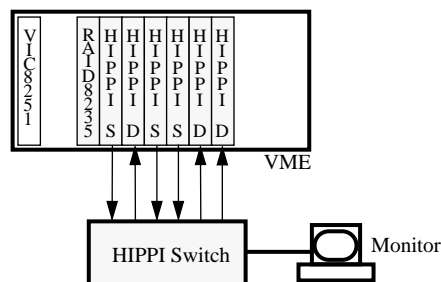 VIC8251
RAID8235
HIPPI S
HIPPI D
HIPPI S
HIPPI S
HIPPI D
HIPPI D
VME
HIPPI Switch
Monitor